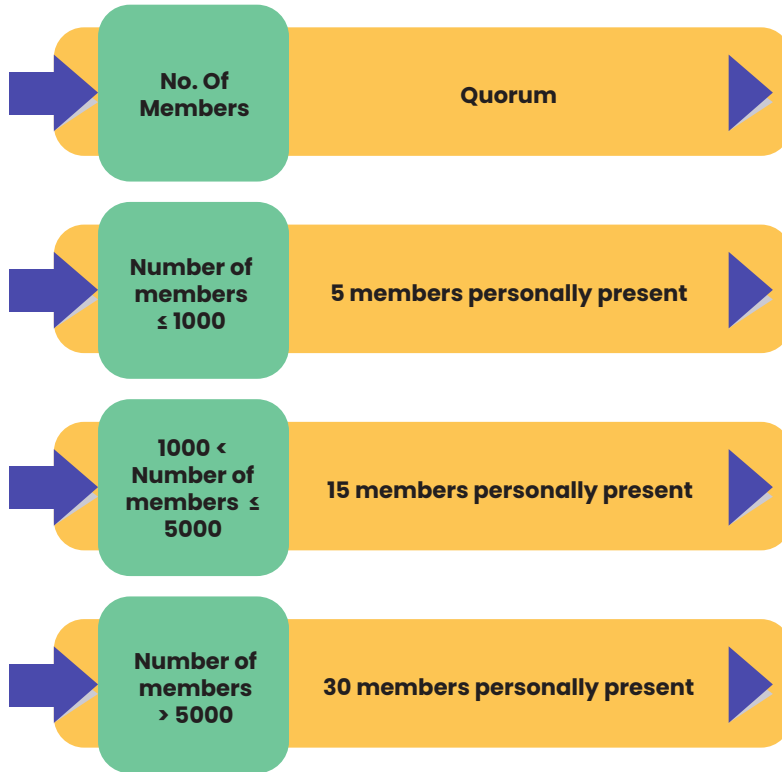 No. Of
Members
Quorum
Number of
members
≤ 1000
5 members personally present
1000 <
Number of
members ≤
5000
15 members personally present
Number of
members
> 5000
30 members personally present